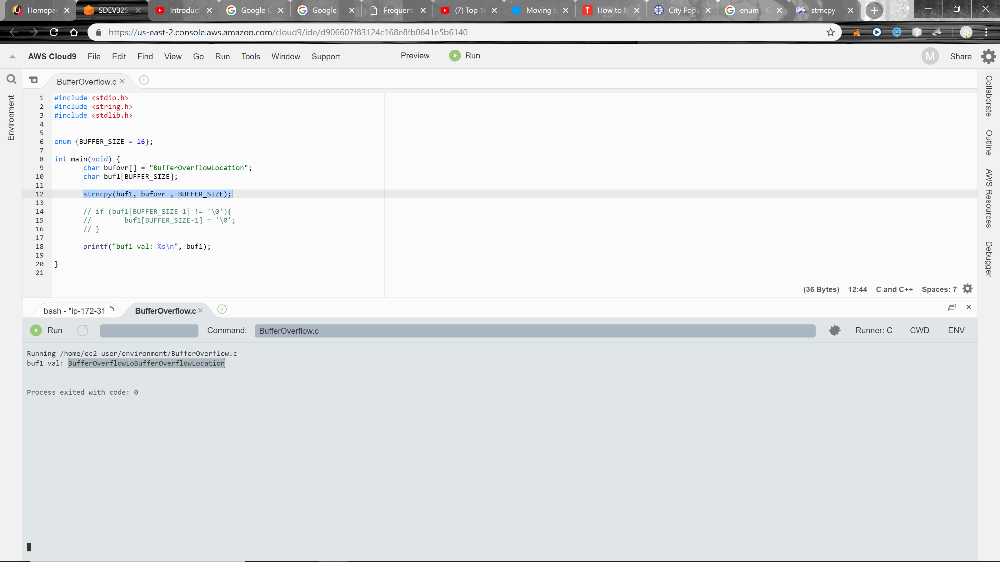 Homepag
SDEV325
Introduct
Google C
Google
Frequent
(7) Top 10
Moving
How to M
City Popu
enum - G
strncpy -
https://us-east-2.console.aws.amazon.com/cloud9/ide/d906607f83124c168e8fb0641e5b6140
AWS Cloud9 File Edit Find View Go Run Tools Window Support Preview Run M Share
Environment
BufferOverflow.c
1 #include <stdio.h>
2 #include <string.h>
3 #include <stdlib.h>
4
5
6 enum {BUFFER_SIZE = 16};
7
8 int main(void) {
9 char bufovr[] = "BufferOverflowLocation";
10 char buf1[BUFFER_SIZE];
11
12 strncpy(buf1, bufovr , BUFFER_SIZE);
13
14 // if (buf1[BUFFER_SIZE-1] != '\0'){
15 // buf1[BUFFER_SIZE-1] = '\0';
16 // }
17
18 printf("buf1 val: %s\n", buf1);
19
20 }
21
(36 Bytes) 12:44 C and C++ Spaces: 7
Collaborate
Outline
AWS Resources
Debugger
bash - "ip-172-31 BufferOverflow.c
Run Command: BufferOverflow.c Runner: C CWD ENV
Running /home/ec2-user/environment/BufferOverflow.c
buf1 val: BufferOverflowLoBufferOverflowLocation
Process exited with code: 0